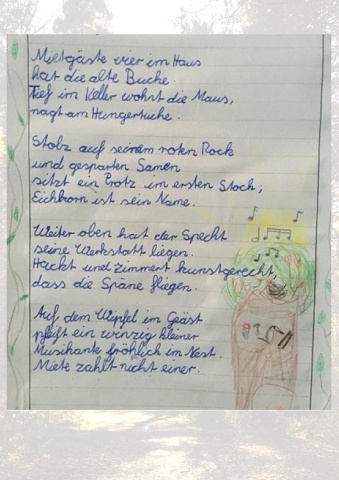 Mietgäste vier im Haus
hat die alte Buche.
Tief im Keller wohnt die Maus,
nagt am Hungertuche.
Stolz auf seinem roten Rock
und gesparten Samen
sitzt ein Protz im ersten Stock;
Eichhorn ist sein Name.
Weiter oben hat der Specht
seine Werkstatt liegen.
Hackt und zimmert kunstgerecht,
dass die Späne fliegen.
Auf dem Wipfel im Geäst
pfeift ein winzig kleiner
Musikante fröhlich im Nest.
Miete zahlt nicht einer.